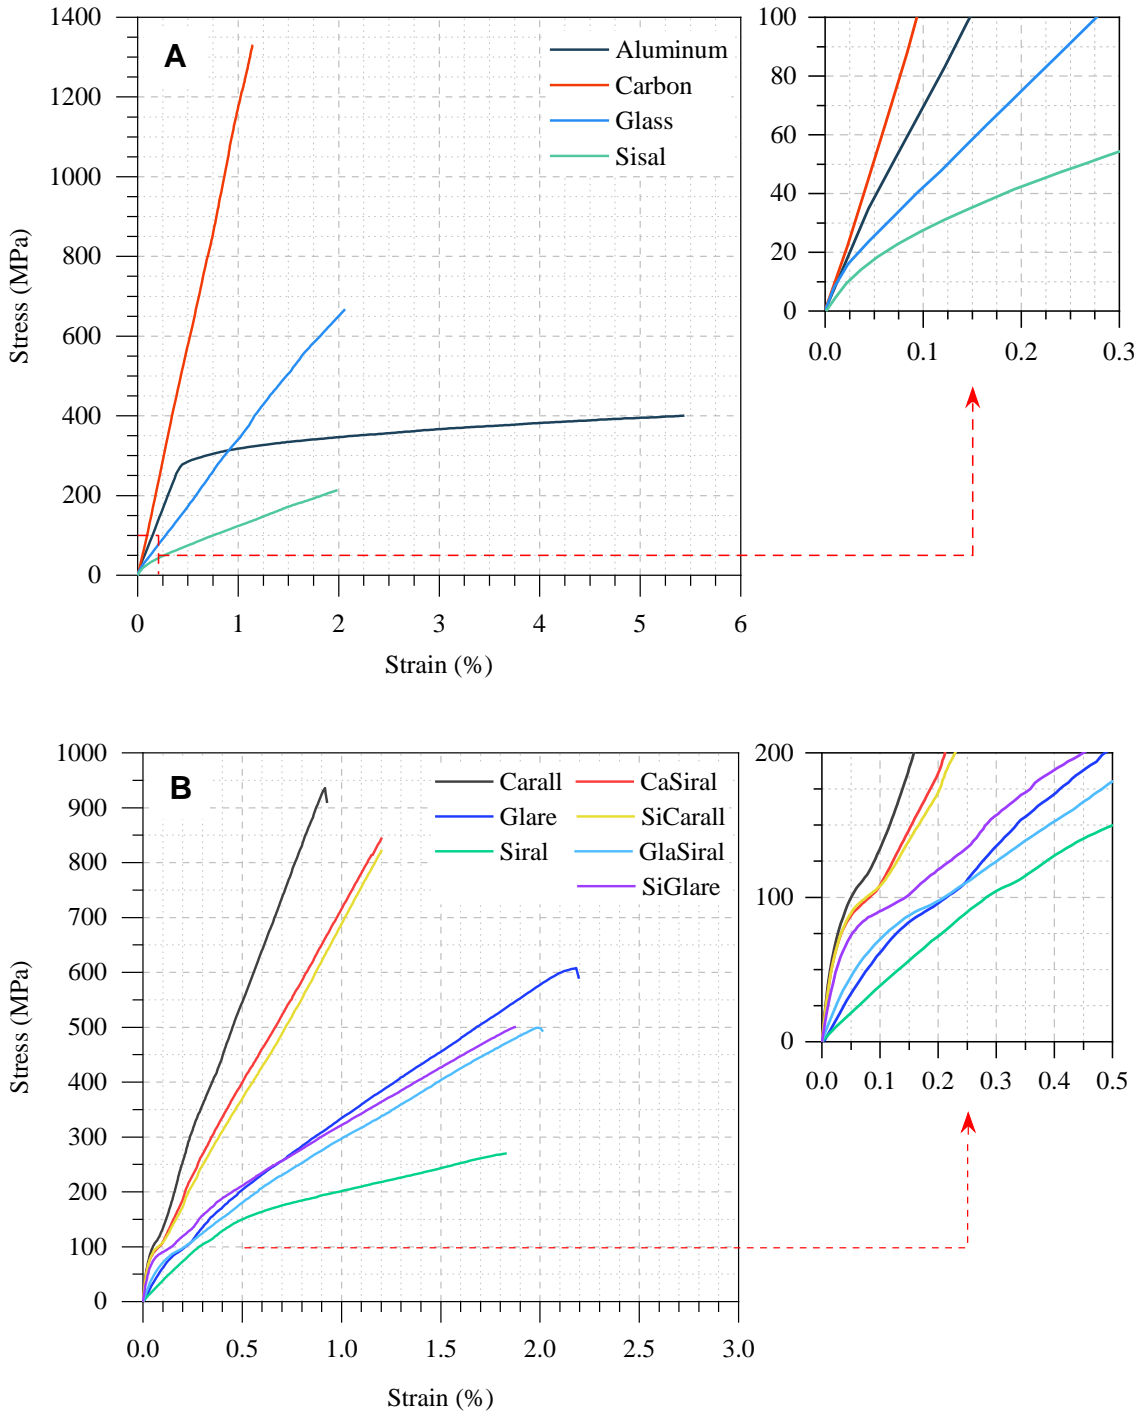 1400
1200
1000
800
600
400
200
0
Stress (MPa)
A
Aluminum
Carbon
Glass
Sisal
0 1 2 3 4 5 6
Strain (%)
100
80
60
40
20
0
0.0 0.1 0.2 0.3
1000
900
800
700
600
500
400
300
200
100
0
Stress (MPa)
B
Carall CaSiral
Glare SiCarall
Siral GlaSiral
SiGlare
0.0 0.5 1.0 1.5 2.0 2.5 3.0
Strain (%)
200
100
0
0.0 0.1 0.2 0.3 0.4 0.5